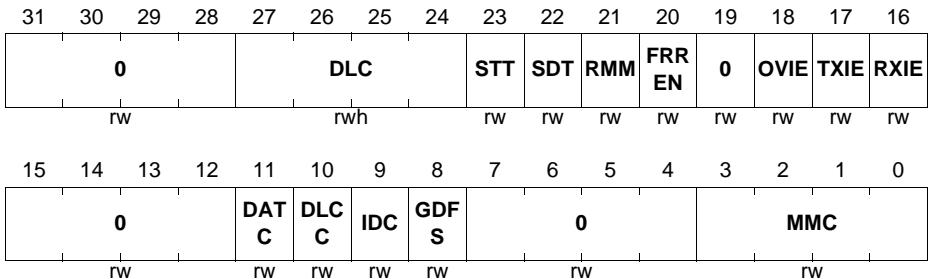 31 30 29 28 27 26 25 24 23 22 21 20 19 18 17 16
0 DLC STT SDT RMM FRR EN 0 OVIE TXIE RXIE
rw rwh rw rw rw rw rw rw rw rw
15 14 13 12 11 10 9 8 7 6 5 4 3 2 1 0
0 DAT C DLC C IDC GDF S 0 MMC
rw rw rw rw rw rw rw